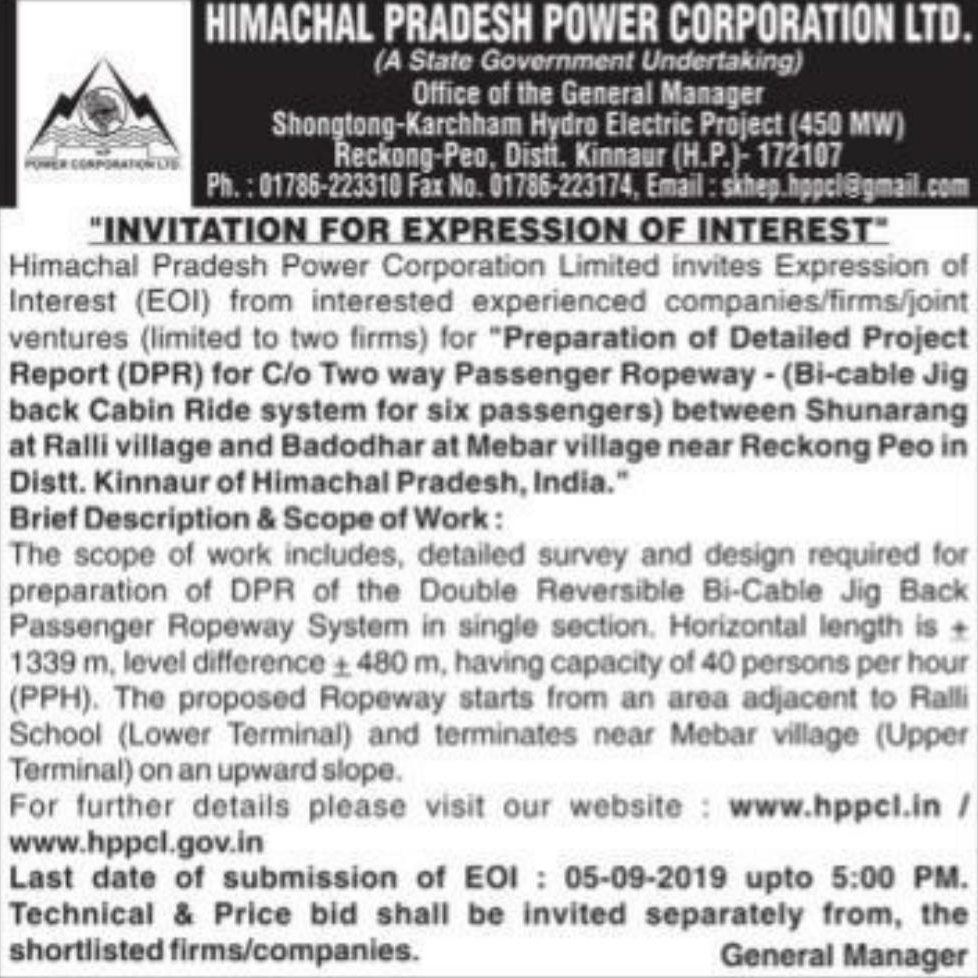 HIMACHAL PRADESH POWER CORPORATION LTD.
(A State Government Undertaking)
Office of the General Manager
Shongtong-Karchham Hydro Electric Project (450 MW)
Reckong-Peo, Distt. Kinnaur (H.P.)- 172107
Ph. : 01786-223310 Fax No. 01786-223174, Email : skhep.hppcl@gmail.com
POWER CORPORATION LTD.
"INVITATION FOR EXPRESSION OF INTEREST"
Himachal Pradesh Power Corporation Limited invites Expression of
Interest (EOI) from interested experienced companies/firms/joint
ventures (limited to two firms) for "Preparation of Detailed Project
Report (DPR) for C/o Two way Passenger Ropeway - (Bi-cable Jig
back Cabin Ride system for six passengers) between Shunarang
at Ralli village and Badodhar at Mebar village near Reckong Peo in
Distt. Kinnaur of Himachal Pradesh, India."
Brief Description & Scope of Work :
The scope of work includes, detailed survey and design required for
preparation of DPR of the Double Reversible Bi-Cable Jig Back
Passenger Ropeway System in single section. Horizontal length is ±
1339 m, level difference ± 480 m, having capacity of 40 persons per hour
(PPH). The proposed Ropeway starts from an area adjacent to Ralli
School (Lower Terminal) and terminates near Mebar village (Upper
Terminal) on an upward slope.
For further details please visit our website : www.hppcl.in /
www.hppcl.gov.in
Last date of submission of EOI : 05-09-2019 upto 5:00 PM.
Technical & Price bid shall be invited separately from, the
shortlisted firms/companies.
General Manager